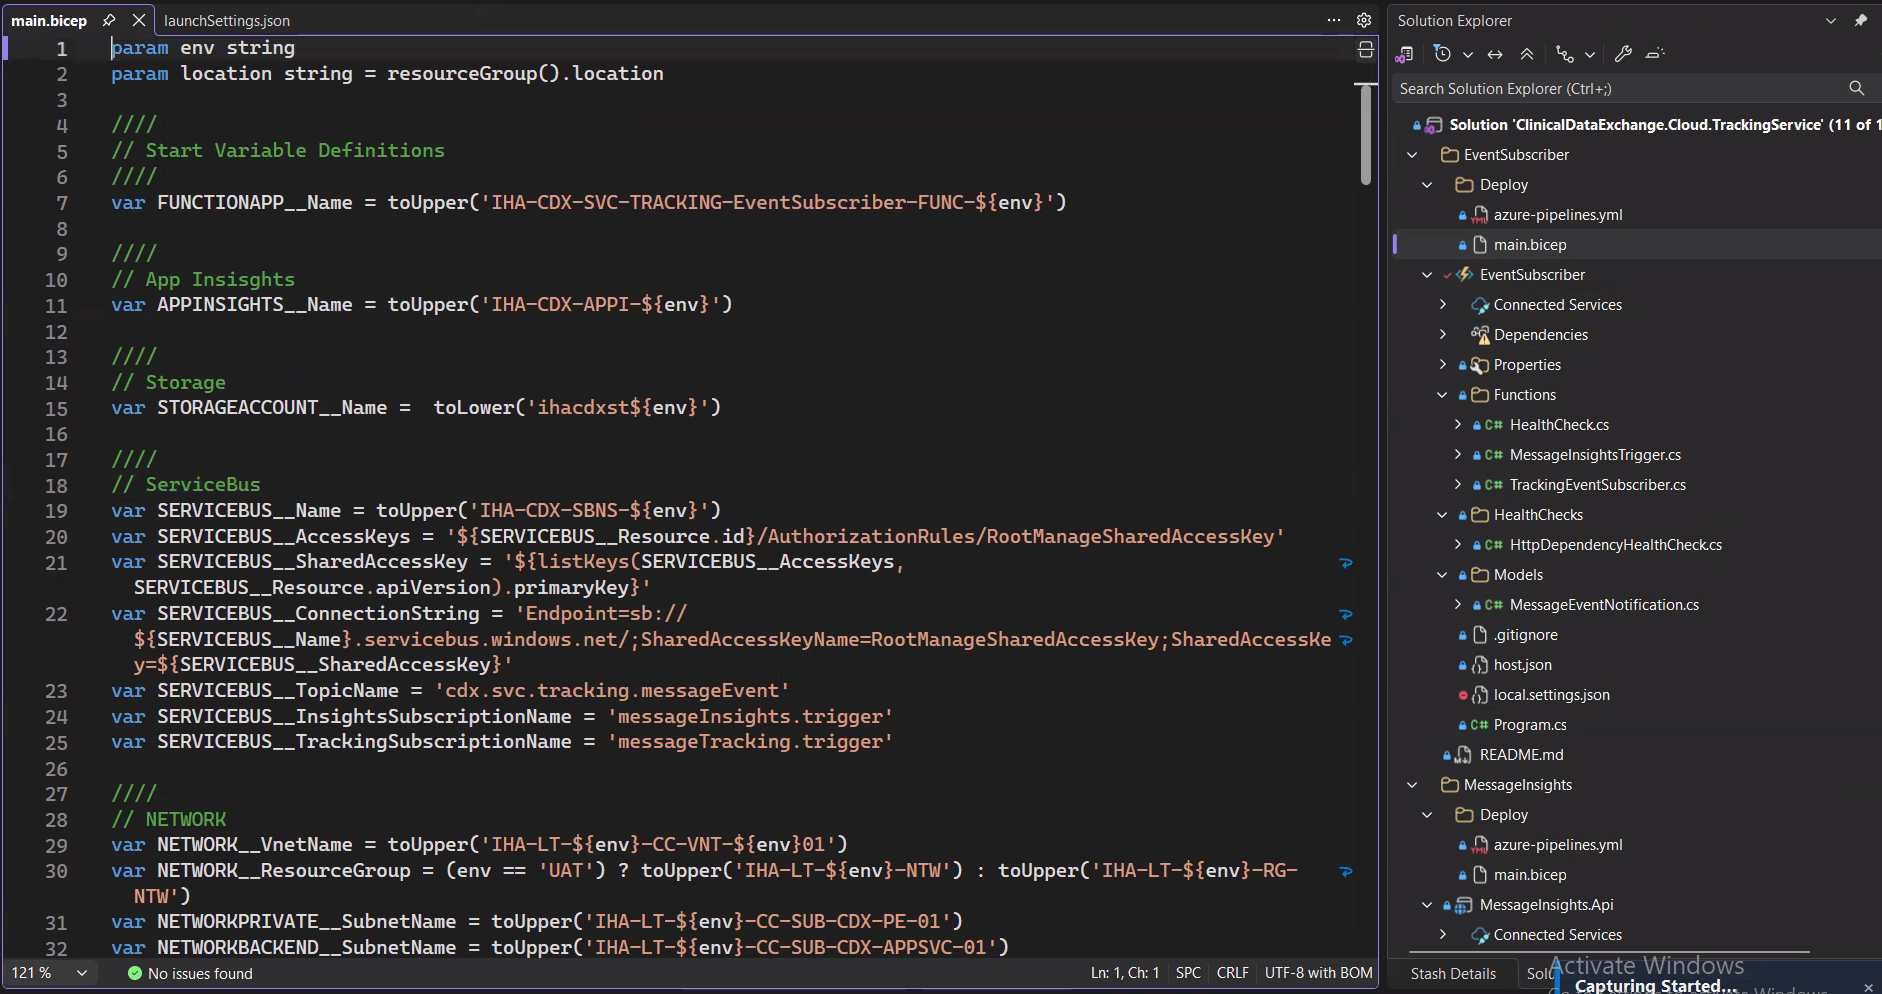 main.bicep
launchSettings.json
1 param env string
2 param location string = resourceGroup().location
3
4 ////
5 // Start Variable Definitions
6 ////
7 var FUNCTIONAPP__Name = toUpper('IHA-CDX-SVC-TRACKING-EventSubscriber-FUNC-${env}')
8
9 ////
10 // App Insisghts
11 var APPINSIGHTS__Name = toUpper('IHA-CDX-APPI-${env}')
12
13 ////
14 // Storage
15 var STORAGEACCOUNT__Name =  toLower('ihacdxst${env}')
16
17 ////
18 // ServiceBus
19 var SERVICEBUS__Name = toUpper('IHA-CDX-SBNS-${env}')
20 var SERVICEBUS__AccessKeys = '${SERVICEBUS__Resource.id}/AuthorizationRules/RootManageSharedAccessKey'
21 var SERVICEBUS__SharedAccessKey = '${listKeys(SERVICEBUS__AccessKeys,
SERVICEBUS__Resource.apiVersion).primaryKey}'
22 var SERVICEBUS__ConnectionString = 'Endpoint=sb://
${SERVICEBUS__Name}.servicebus.windows.net/;SharedAccessKeyName=RootManageSharedAccessKey;SharedAccessKe
y=${SERVICEBUS__SharedAccessKey}'
23 var SERVICEBUS__TopicName = 'cdx.svc.tracking.messageEvent'
24 var SERVICEBUS__InsightsSubscriptionName = 'messageInsights.trigger'
25 var SERVICEBUS__TrackingSubscriptionName = 'messageTracking.trigger'
26
27 ////
28 // NETWORK
29 var NETWORK__VnetName = toUpper('IHA-LT-${env}-CC-VNT-${env}01')
30 var NETWORK__ResourceGroup = (env == 'UAT') ? toUpper('IHA-LT-${env}-NTW') : toUpper('IHA-LT-${env}-RG-
NTW')
31 var NETWORKPRIVATE__SubnetName = toUpper('IHA-LT-${env}-CC-SUB-CDX-PE-01')
32 var NETWORKBACKEND__SubnetName = toUpper('IHA-LT-${env}-CC-SUB-CDX-APPSVC-01')
121 %
No issues found
Ln: 1, Ch: 1
SPC
CRLF
UTF-8 with BOM
Solution Explorer
Search Solution Explorer (Ctrl+;)
Solution 'ClinicalDataExchange.Cloud.TrackingService' (11 of 1
EventSubscriber
Deploy
azure-pipelines.yml
main.bicep
EventSubscriber
Connected Services
Dependencies
Properties
Functions
C# HealthCheck.cs
C# MessageInsightsTrigger.cs
C# TrackingEventSubscriber.cs
HealthChecks
C# HttpDependencyHealthCheck.cs
Models
C# MessageEventNotification.cs
.gitignore
host.json
local.settings.json
C# Program.cs
README.md
MessageInsights
Deploy
azure-pipelines.yml
main.bicep
MessageInsights.Api
Connected Services
Stash Details
Solu
Activate Windows
Capturing Started...